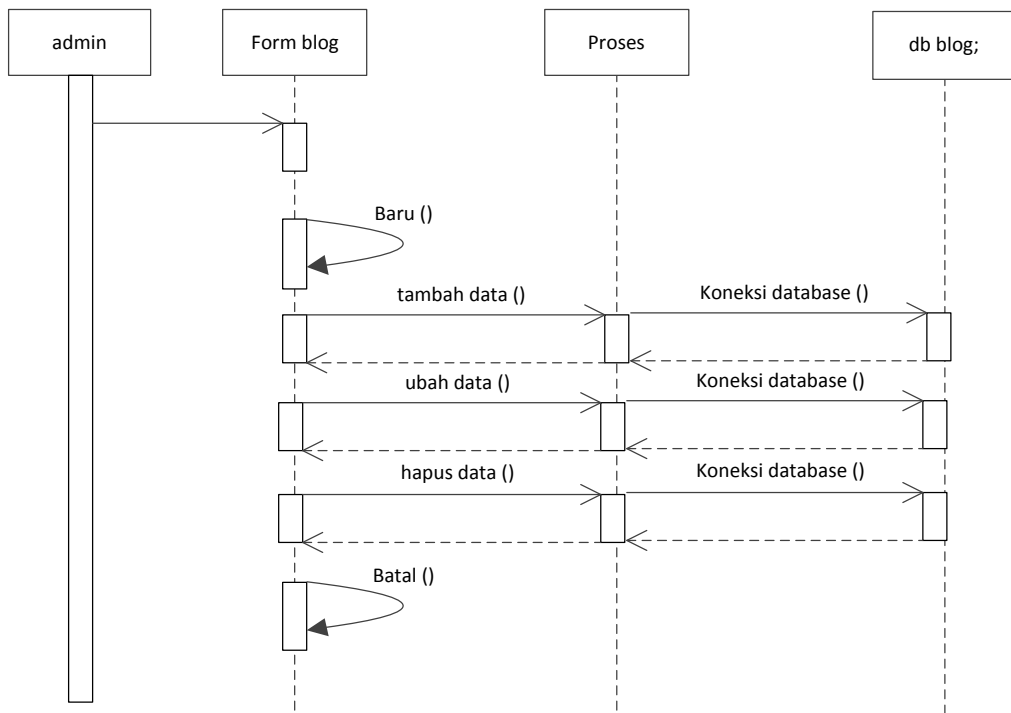 admin
Form blog
Proses
db blog;
Baru ()
tambah data ()
Koneksi database ()
ubah data ()
Koneksi database ()
hapus data ()
Koneksi database ()
Batal ()